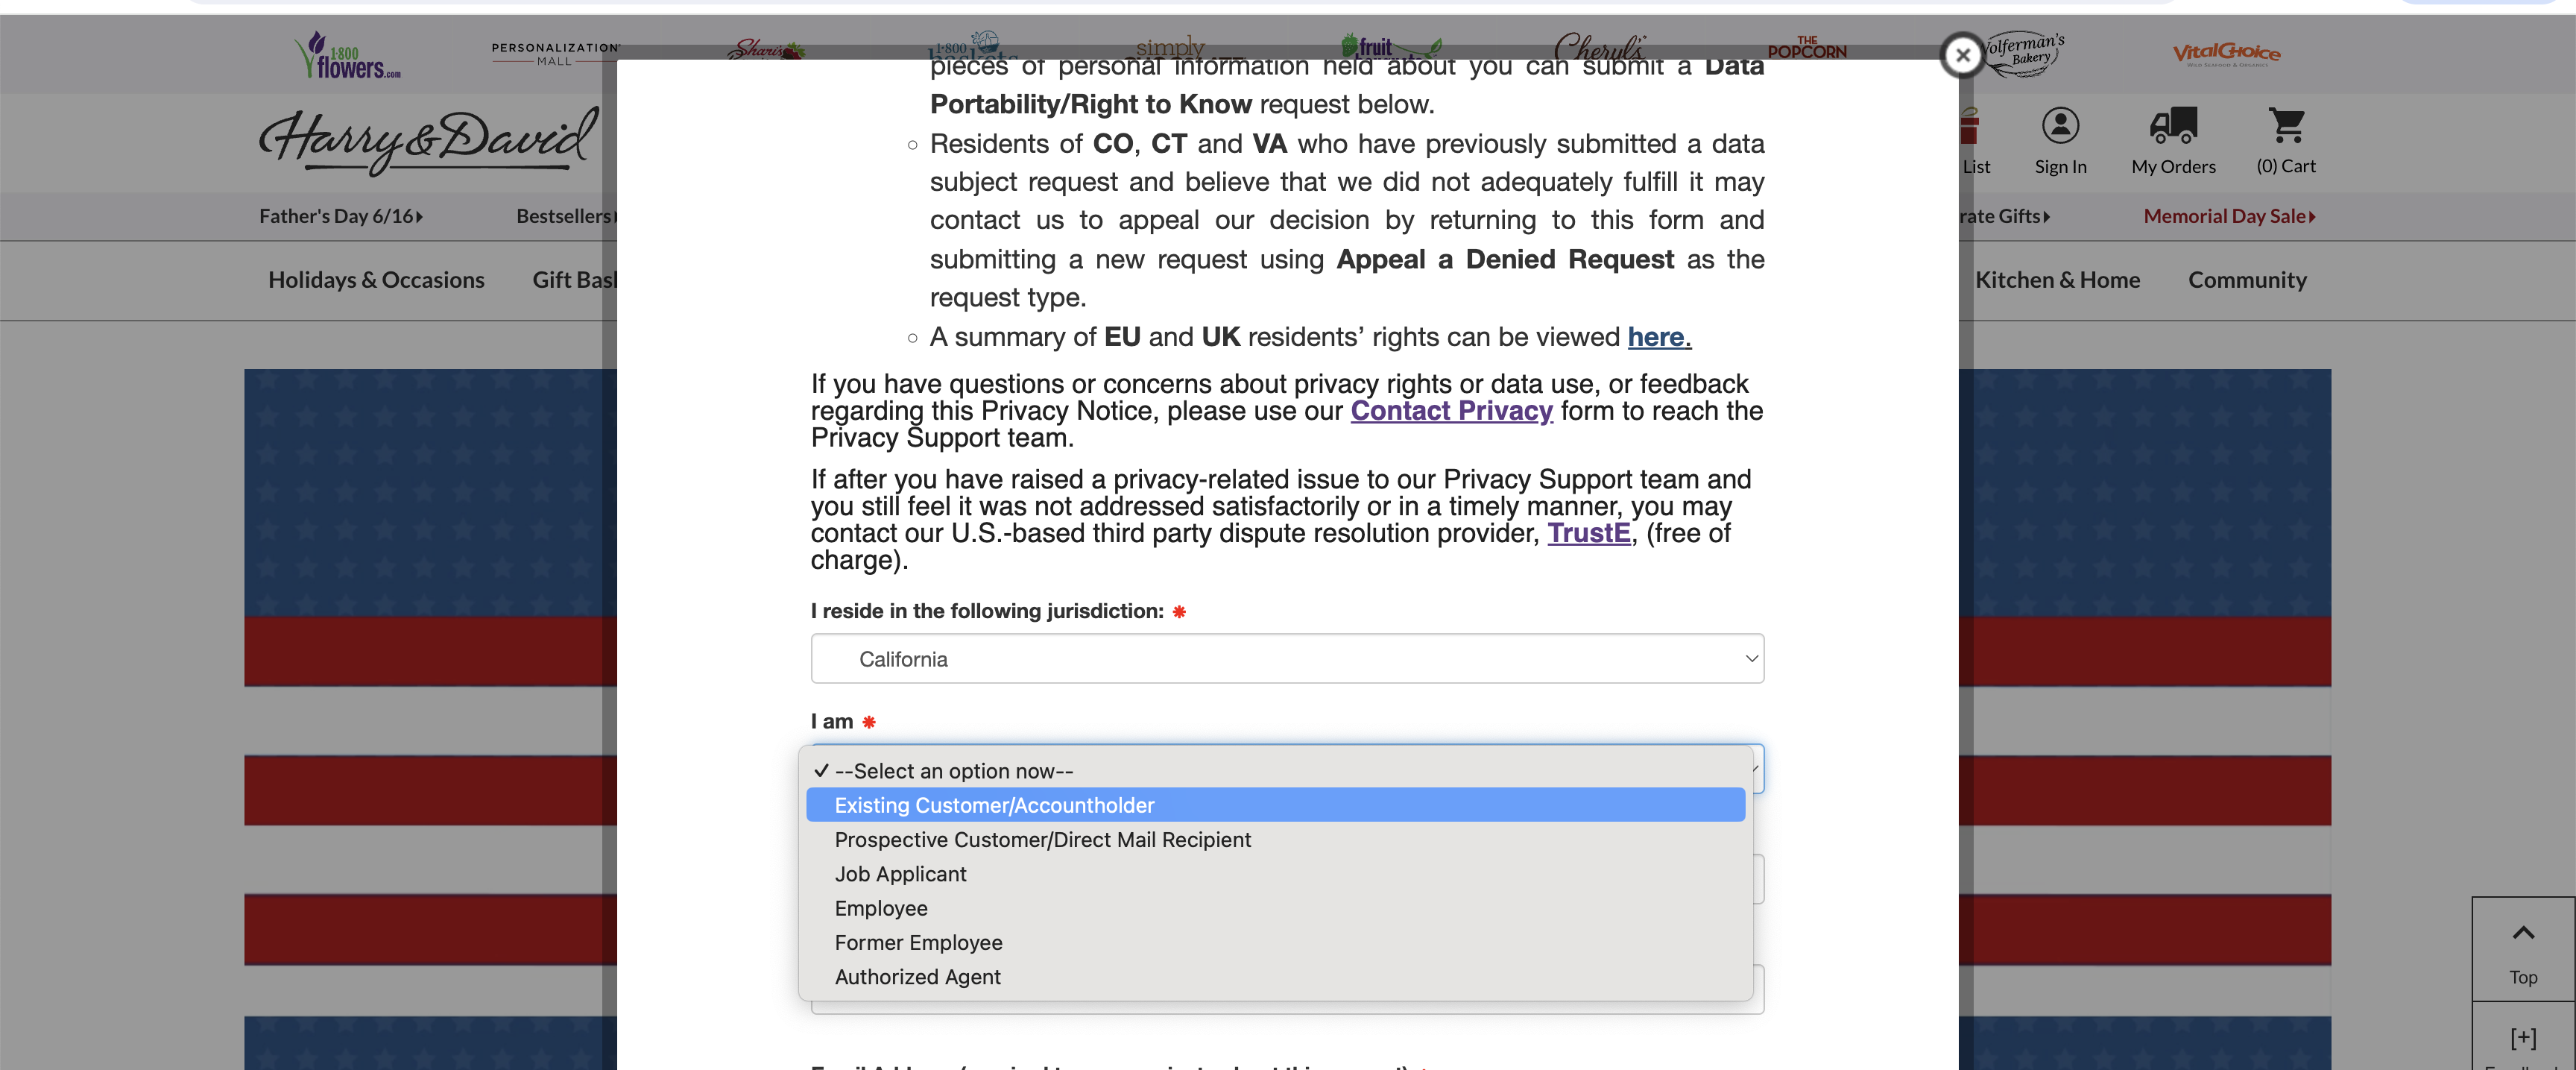 1·800
flowers.com
PERSONALIZATION
MALL
Shari's
1-800
simply
fruit
Cheryl's
THE
POPCORN
Wolferman's
Bakery
VitalChoice
WILD SEAFOOD & ORGANICS
Harry & David
List
Sign In
My Orders
(0) Cart
Father's Day 6/16
Bestsellers
rate Gifts
Memorial Day Sale
Holidays & Occasions
Gift Bas
Kitchen & Home
Community
pieces of personal information held about you can submit a Data
Portability/Right to Know request below.
Residents of CO, CT and VA who have previously submitted a data
subject request and believe that we did not adequately fulfill it may
contact us to appeal our decision by returning to this form and
submitting a new request using Appeal a Denied Request as the
request type.
A summary of EU and UK residents' rights can be viewed here.
If you have questions or concerns about privacy rights or data use, or feedback
regarding this Privacy Notice, please use our Contact Privacy form to reach the
Privacy Support team.
If after you have raised a privacy-related issue to our Privacy Support team and
you still feel it was not addressed satisfactorily or in a timely manner, you may
contact our U.S.-based third party dispute resolution provider, TrustE, (free of
charge).
I reside in the following jurisdiction: *
California
I am *
--Select an option now--
Existing Customer/Accountholder
Prospective Customer/Direct Mail Recipient
Job Applicant
Employee
Former Employee
Authorized Agent
Top
[+]